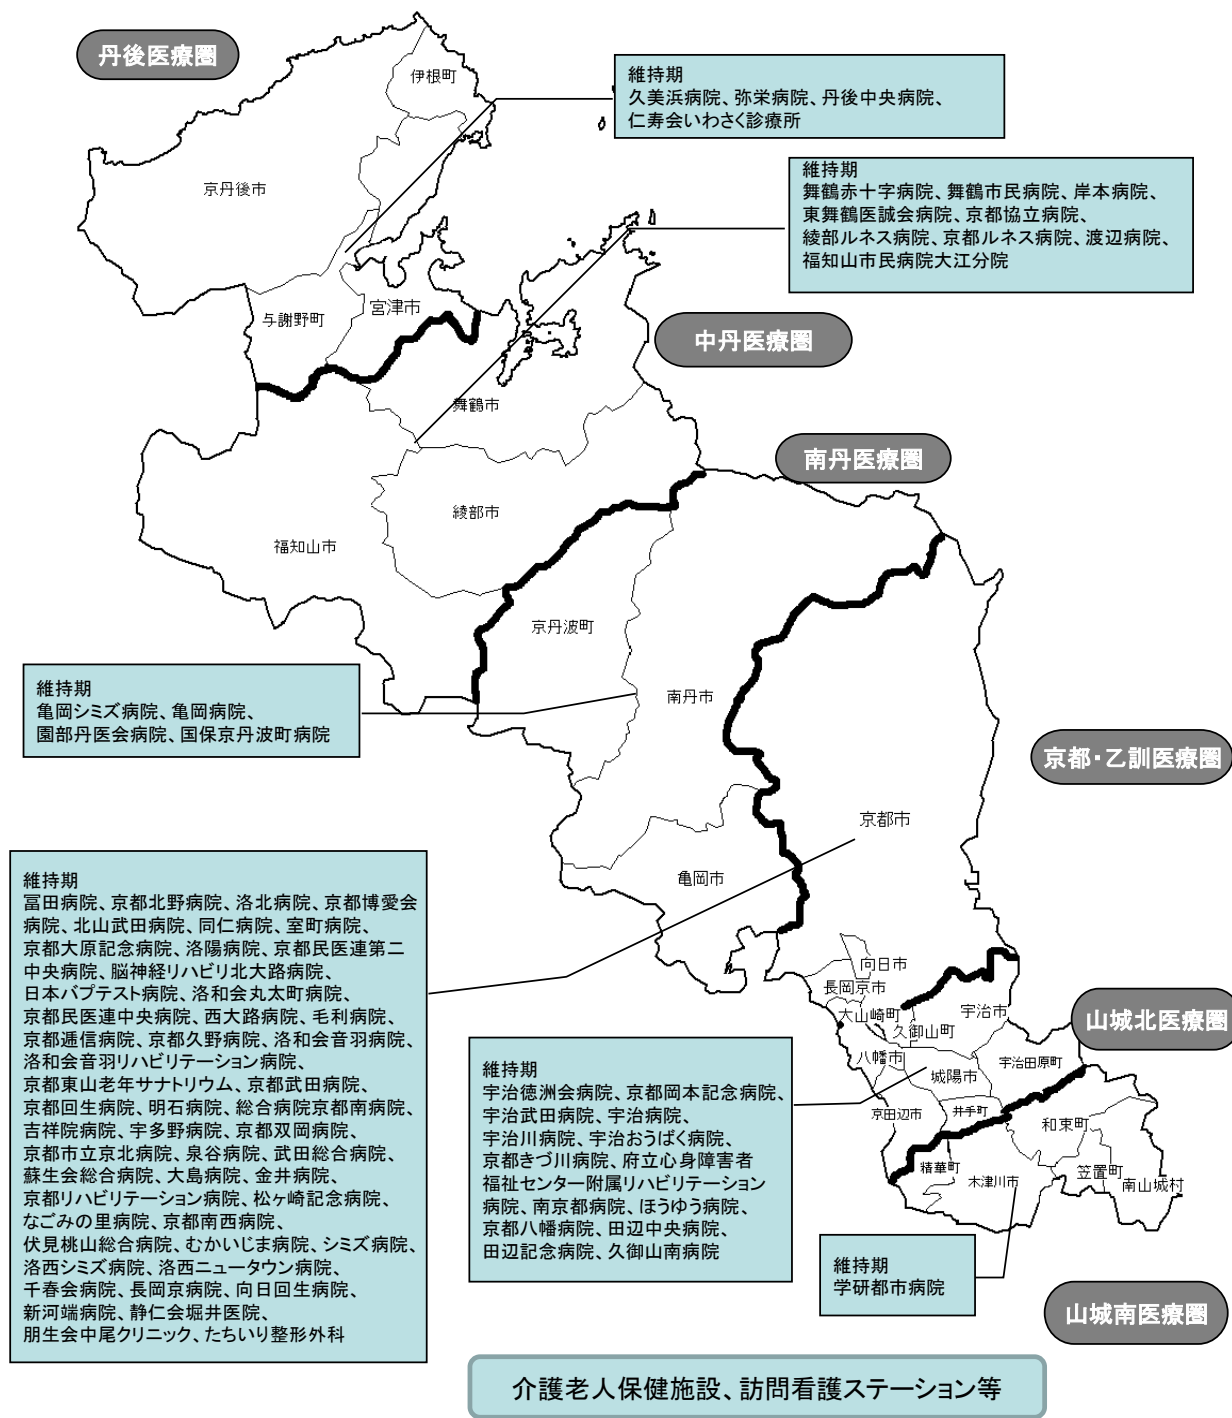 丹後医療圏
伊根町
維持期
久美浜病院、弥栄病院、丹後中央病院、
仁寿会いわさく診療所
維持期
舞鶴赤十字病院、舞鶴市民病院、岸本病院、
東舞鶴医誠会病院、京都協立病院、
綾部ルネス病院、京都ルネス病院、渡辺病院、
福知山市民病院大江分院
京丹後市
宮津市
与謝野町
中丹医療圏
舞鶴市
南丹医療圏
綾部市
福知山市
京丹波町
維持期
亀岡シミズ病院、亀岡病院、
園部丹医会病院、国保京丹波町病院
南丹市
京都・乙訓医療圏
京都市
亀岡市
維持期
冨田病院、京都北野病院、洛北病院、京都博愛会
病院、北山武田病院、同仁病院、室町病院、
京都大原記念病院、洛陽病院、京都民医連第二
中央病院、脳神経リハビリ北大路病院、
日本バプテスト病院、洛和会丸太町病院、
京都民医連中央病院、西大路病院、毛利病院、
京都逓信病院、京都久野病院、洛和会音羽病院、
洛和会音羽リハビリテーション病院、
京都東山老年サナトリウム、京都武田病院、
京都回生病院、明石病院、総合病院京都南病院、
吉祥院病院、宇多野病院、京都双岡病院、
京都市立京北病院、泉谷病院、武田総合病院、
蘇生会総合病院、大島病院、金井病院、
京都リハビリテーション病院、松ヶ崎記念病院、
なごみの里病院、京都南西病院、
伏見桃山総合病院、むかいじま病院、シミズ病院、
洛西シミズ病院、洛西ニュータウン病院、
千春会病院、長岡京病院、向日回生病院、
新河端病院、静仁会堀井医院、
朋生会中尾クリニック、たちいり整形外科
向日市
長岡京市
大山崎町
宇治市
久御山町
山城北医療圏
八幡市
宇治田原町
城陽市
京田辺市
井手町
和束町
維持期
宇治徳洲会病院、京都岡本記念病院、
宇治武田病院、宇治病院、
宇治川病院、宇治おうばく病院、
京都きづ川病院、府立心身障害者
福祉センター附属リハビリテーション
病院、南京都病院、ほうゆう病院、
京都八幡病院、田辺中央病院、
田辺記念病院、久御山南病院
精華町
笠置町
木津川市
南山城村
維持期
学研都市病院
山城南医療圏
介護老人保健施設、訪問看護ステーション等